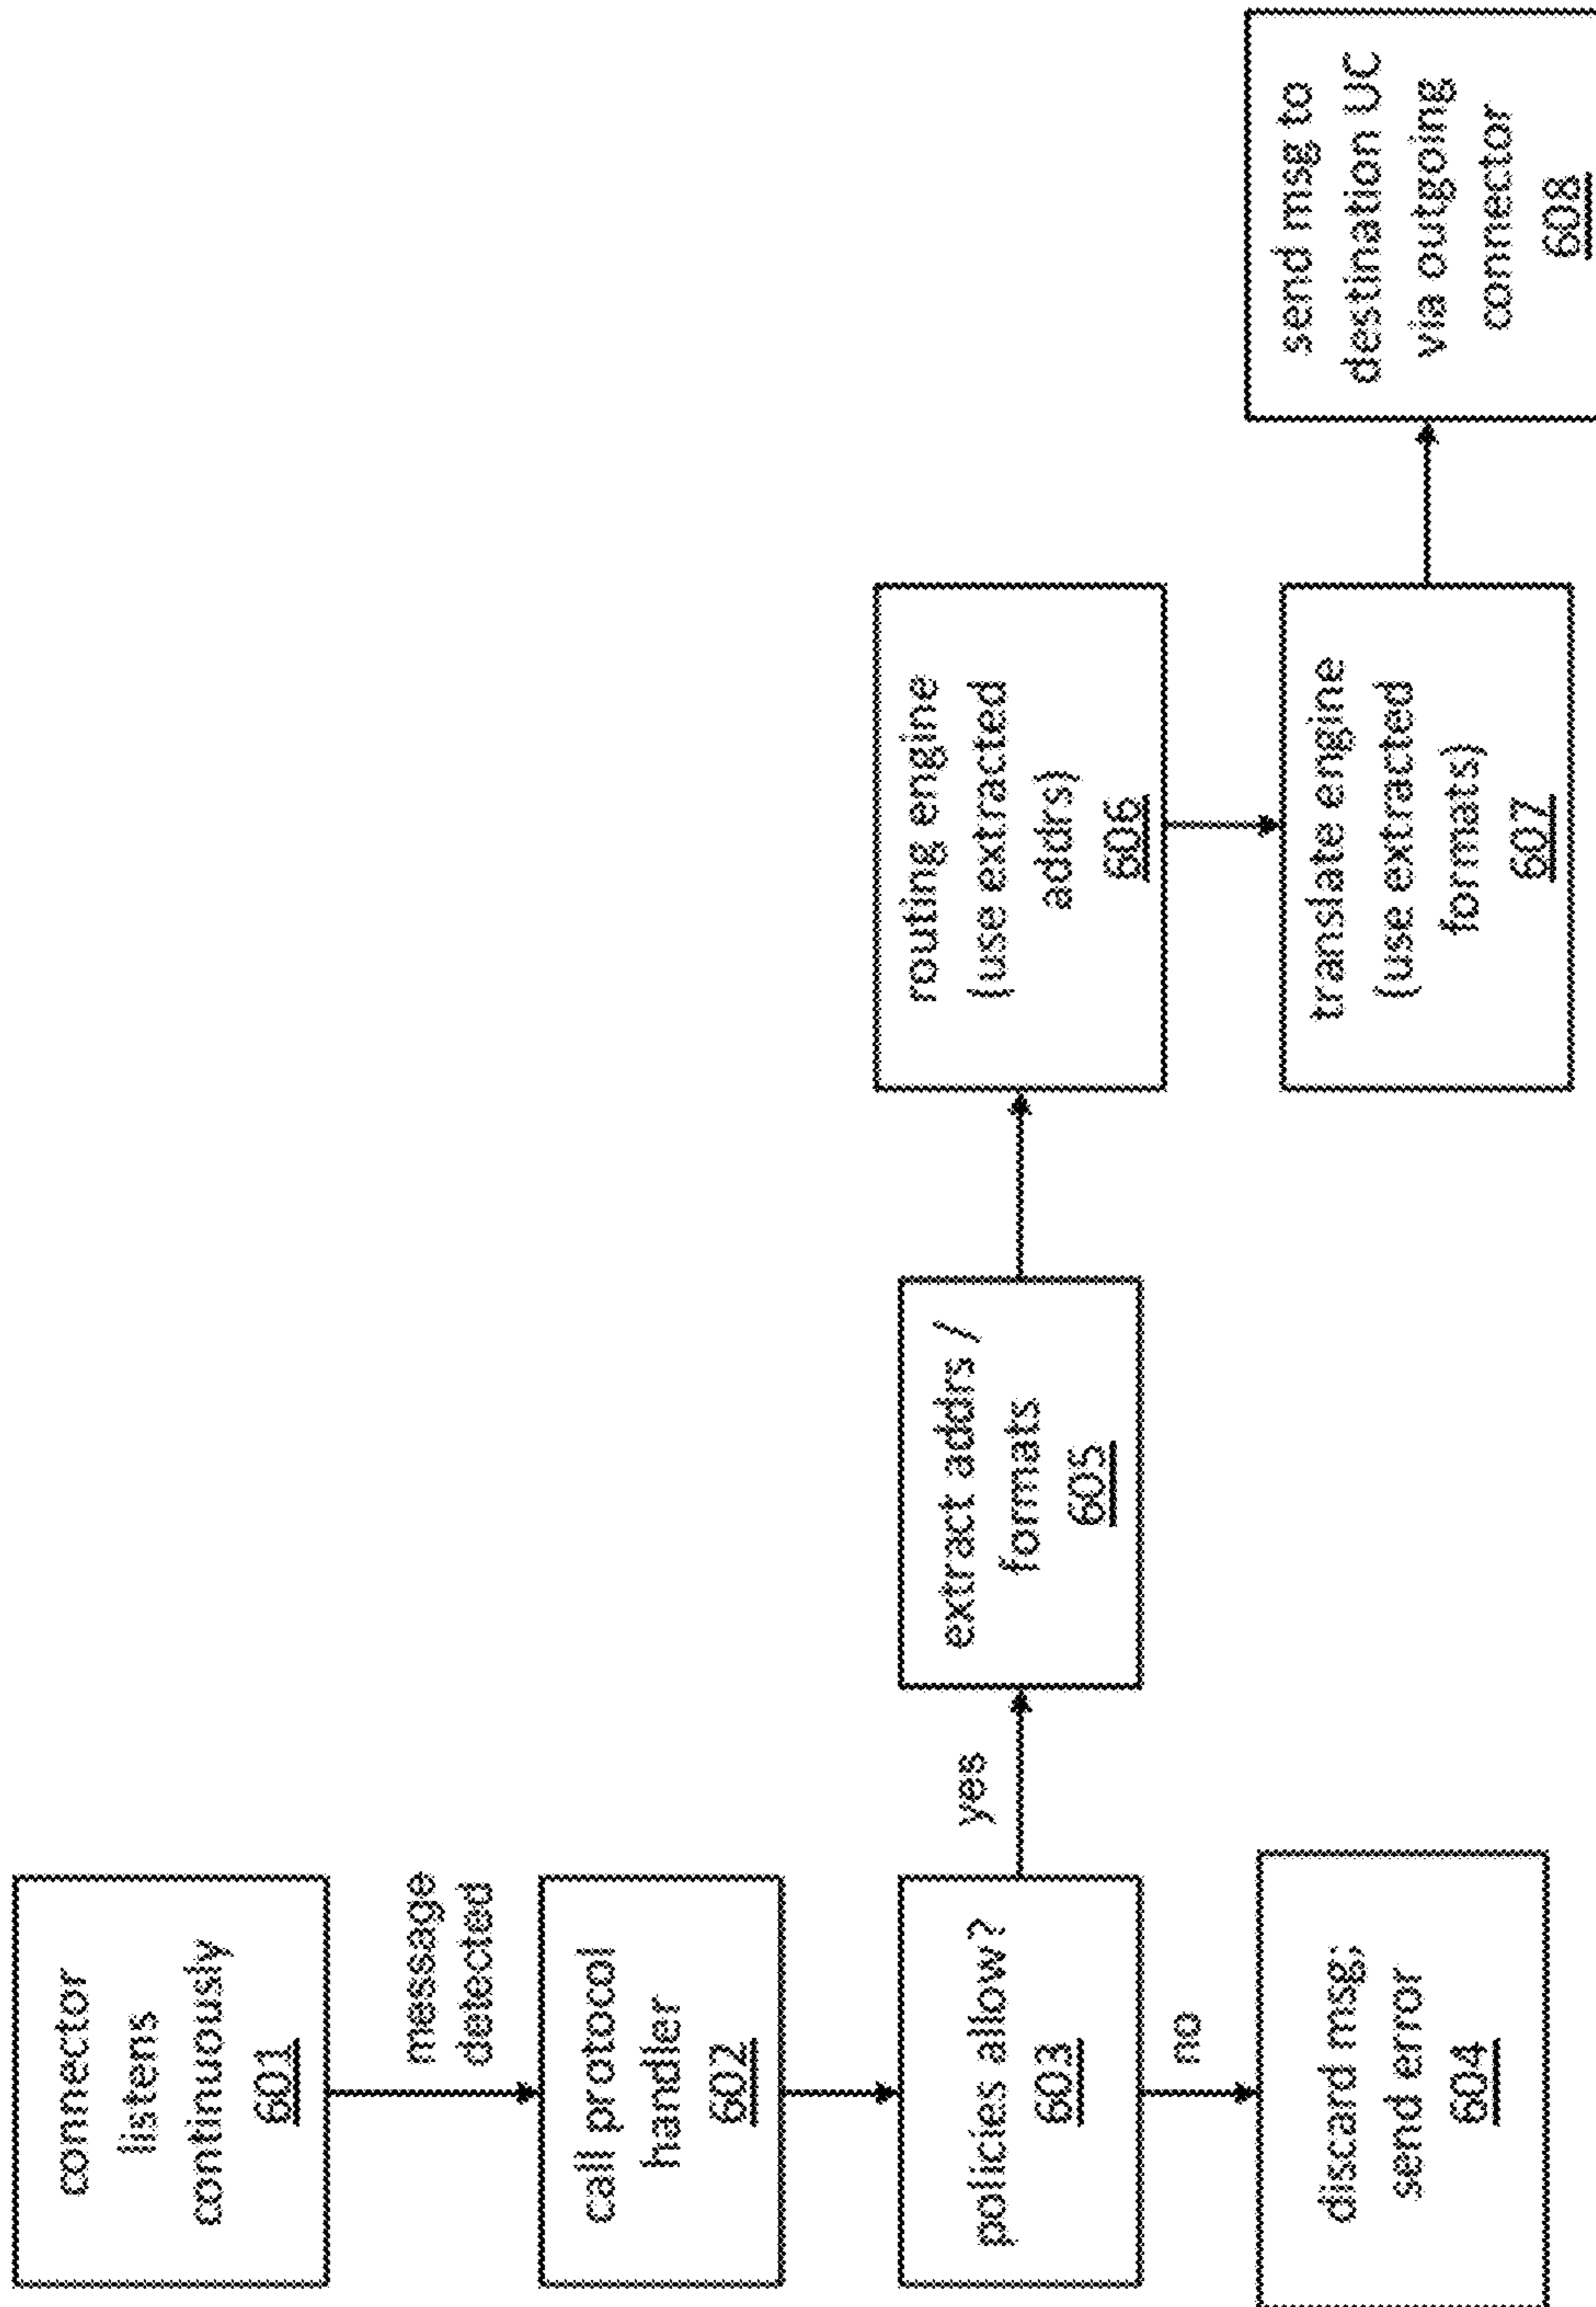 connector
listens
continuously
601
message
detected
call protocol
handler
602
policies allow?
603
yes
no
discard msg;
send error
604
extract addrs /
formats
605
routing engine
(use extracted
addrs)
606
translate engine
(use extracted
formats)
607
send msg to
destination UC
via outgoing
connector
608